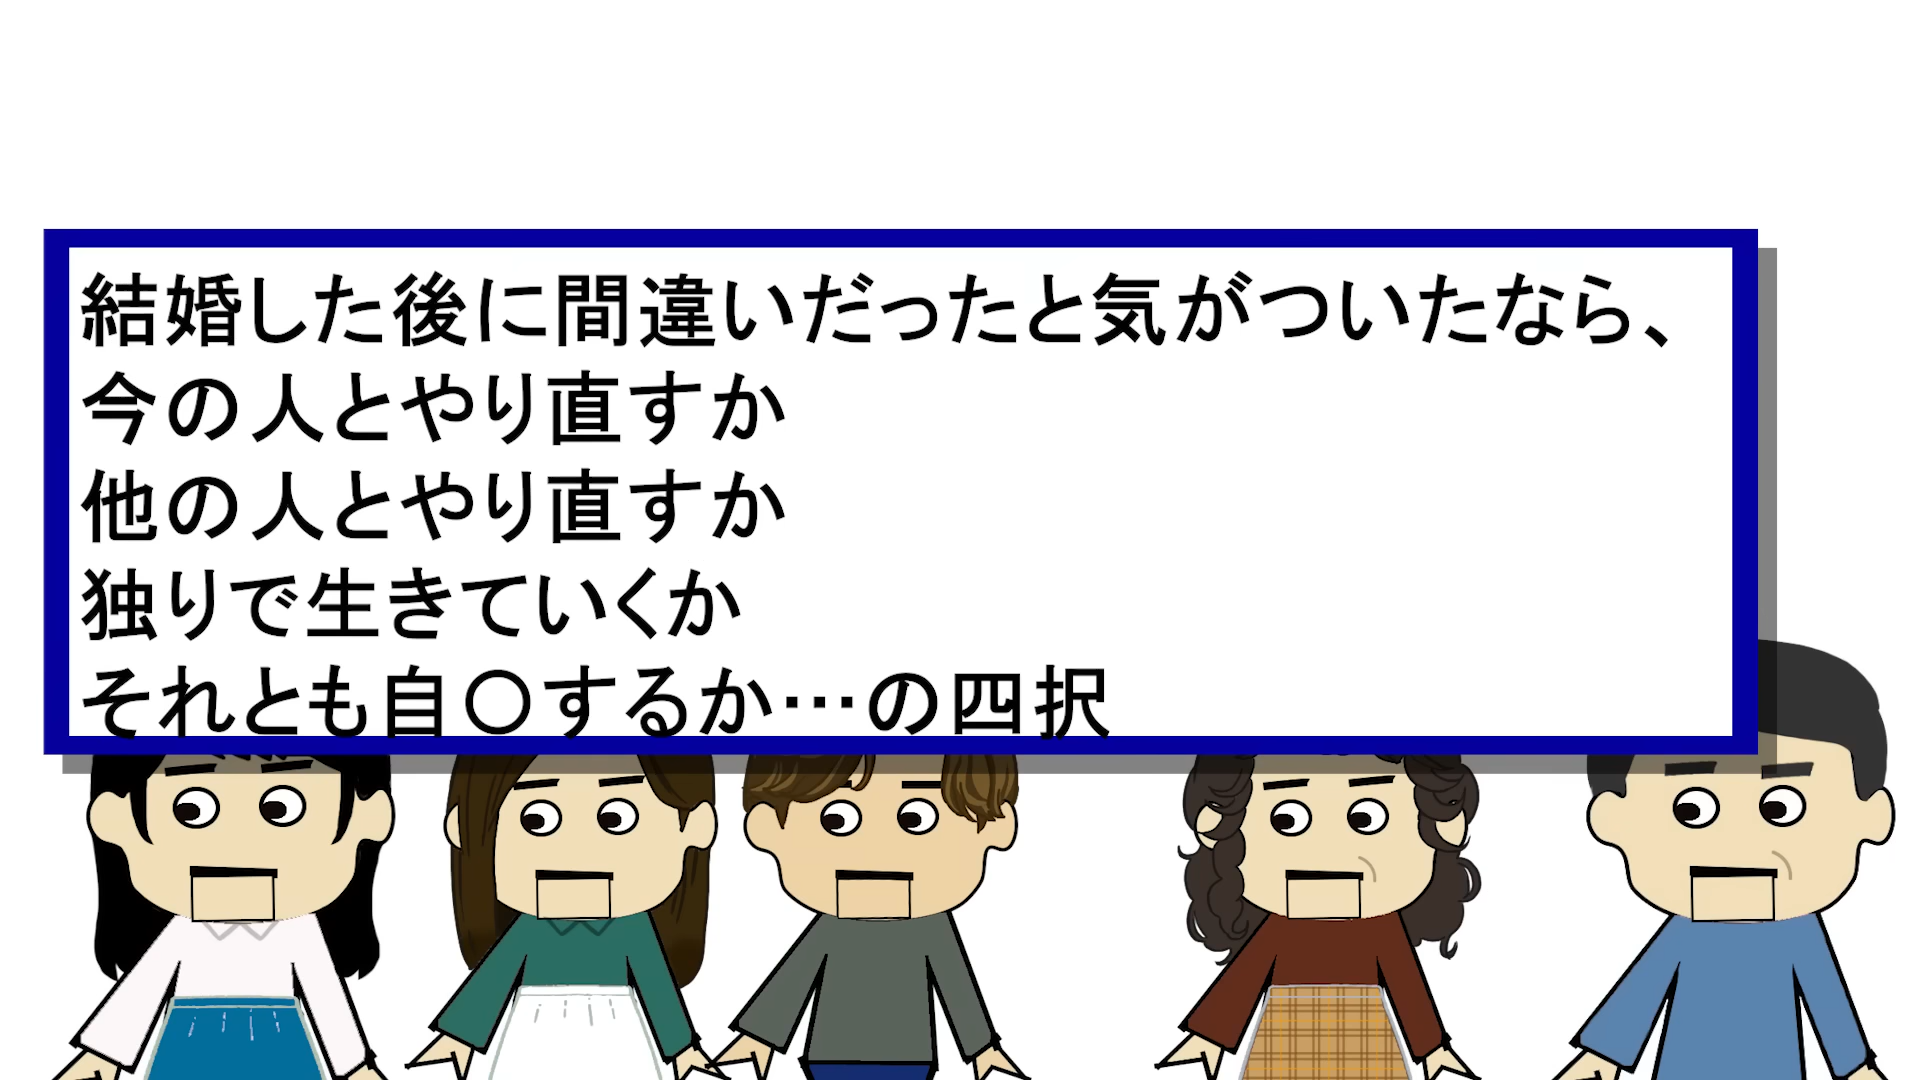 結婚した後に間違いだったと気がついたなら、
今の人とやり直すか
他の人とやり直すか
独りで生きていくか
それとも自〇するか…の四択